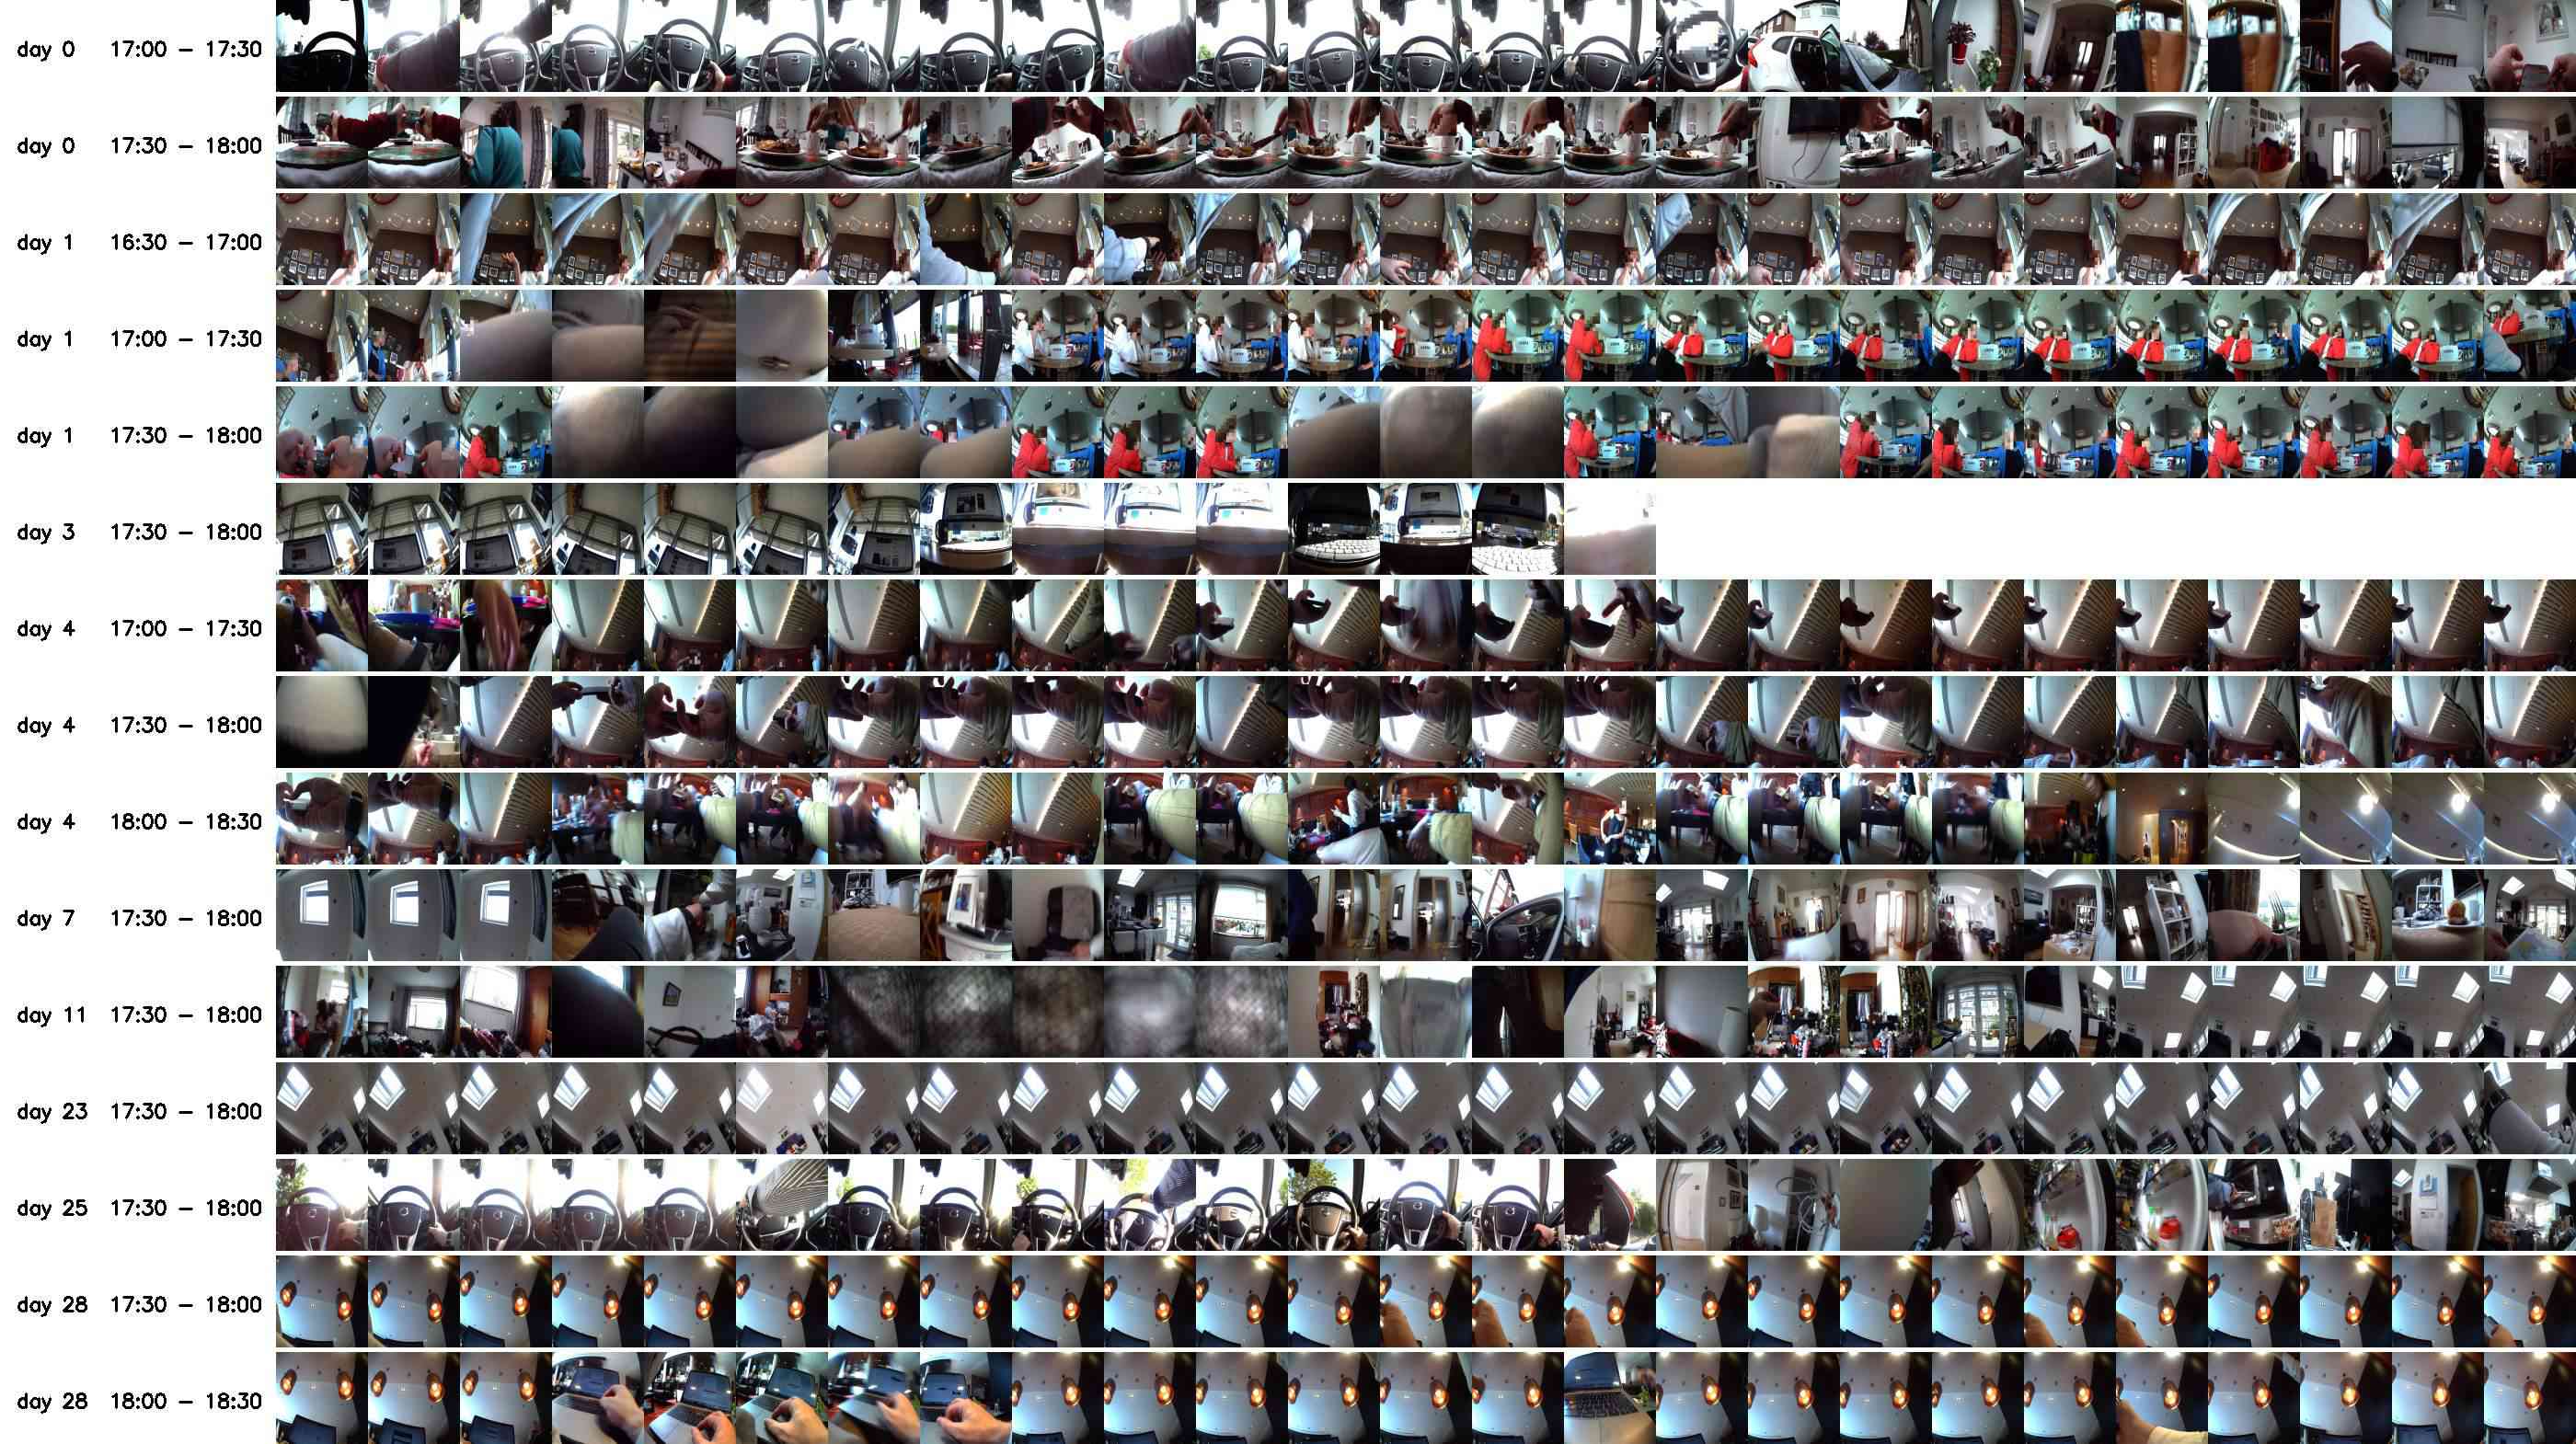 day 0 17:00 - 17:30
day 0 17:30 - 18:00
day 1 16:30 - 17:00
day 1 17:00 - 17:30
day 1 17:30 - 18:00
day 3 17:30 - 18:00
day 4 17:00 - 17:30
day 4 17:30 - 18:00
day 4 18:00 - 18:30
day 7 17:30 - 18:00
day 11 17:30 - 18:00
day 23 17:30 - 18:00
day 25 17:30 - 18:00
day 28 17:30 - 18:00
day 28 18:00 - 18:30